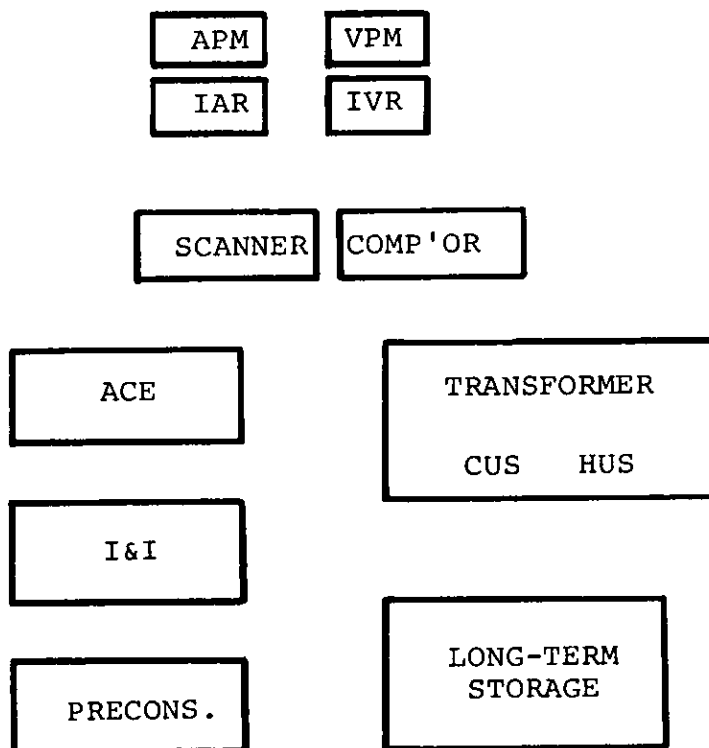 APM VPM
IAR IVR
SCANNER COMP'OR
ACE
TRANSFORMER
CUS HUS
I&I
LONG-TERM
STORAGE
PRECONS.